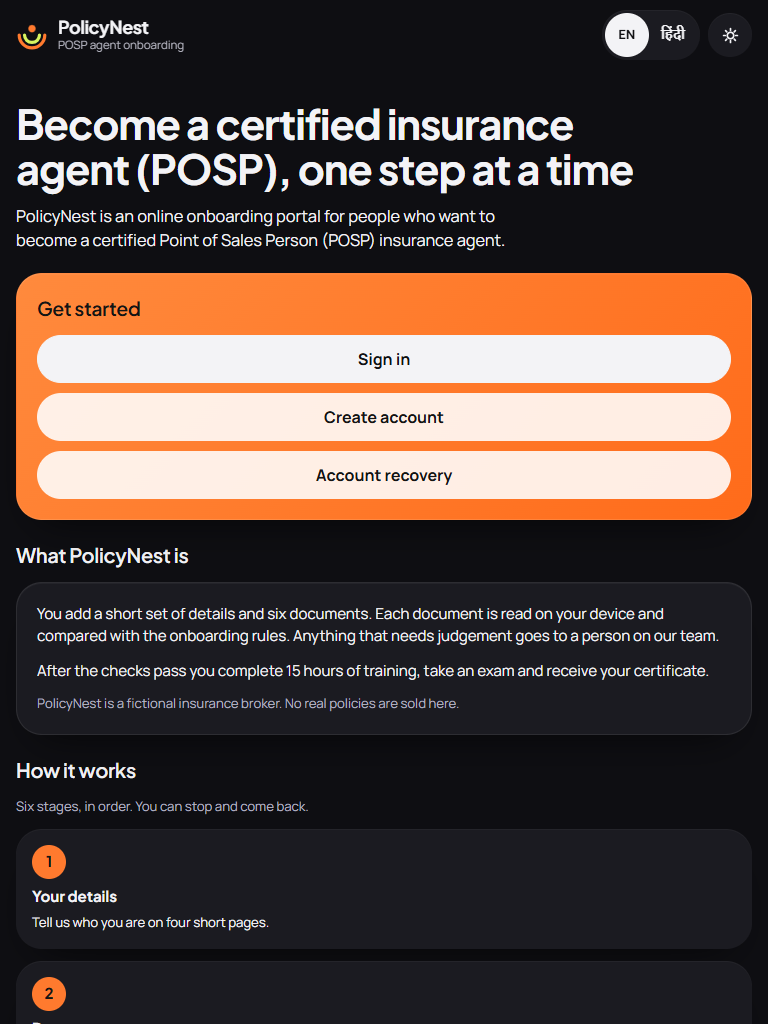 PolicyNest
POSP agent onboarding
EN
हिंदी
Become a certified insurance
agent (POSP), one step at a time
PolicyNest is an online onboarding portal for people who want to
become a certified Point of Sales Person (POSP) insurance agent.
Get started
Sign in
Create account
Account recovery
What PolicyNest is
You add a short set of details and six documents. Each document is read on your device and
compared with the onboarding rules. Anything that needs judgement goes to a person on our team.
After the checks pass you complete 15 hours of training, take an exam and receive your certificate.
PolicyNest is a fictional insurance broker. No real policies are sold here.
How it works
Six stages, in order. You can stop and come back.
1
Your details
Tell us who you are on four short pages.
2